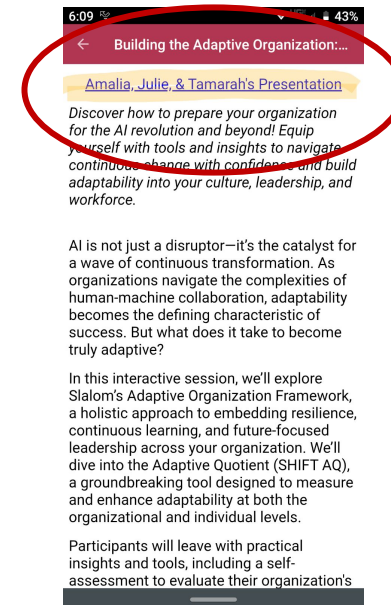 6:09 43%
Building the Adaptive Organization:...
Amalia, Julie, & Tamarah's Presentation
Discover how to prepare your organization
for the AI revolution and beyond! Equip
yourself with tools and insights to navigate
continuous change with confidence and build
adaptability into your culture, leadership, and
workforce.
AI is not just a disruptor—it's the catalyst for
a wave of continuous transformation. As
organizations navigate the complexities of
human-machine collaboration, adaptability
becomes the defining characteristic of
success. But what does it take to become
truly adaptive?
In this interactive session, we'll explore
Slalom's Adaptive Organization Framework,
a holistic approach to embedding resilience,
continuous learning, and future-focused
leadership across your organization. We'll
dive into the Adaptive Quotient (SHIFT AQ),
a groundbreaking tool designed to measure
and enhance adaptability at both the
organizational and individual levels.
Participants will leave with practical
insights and tools, including a self-
assessment to evaluate their organization's